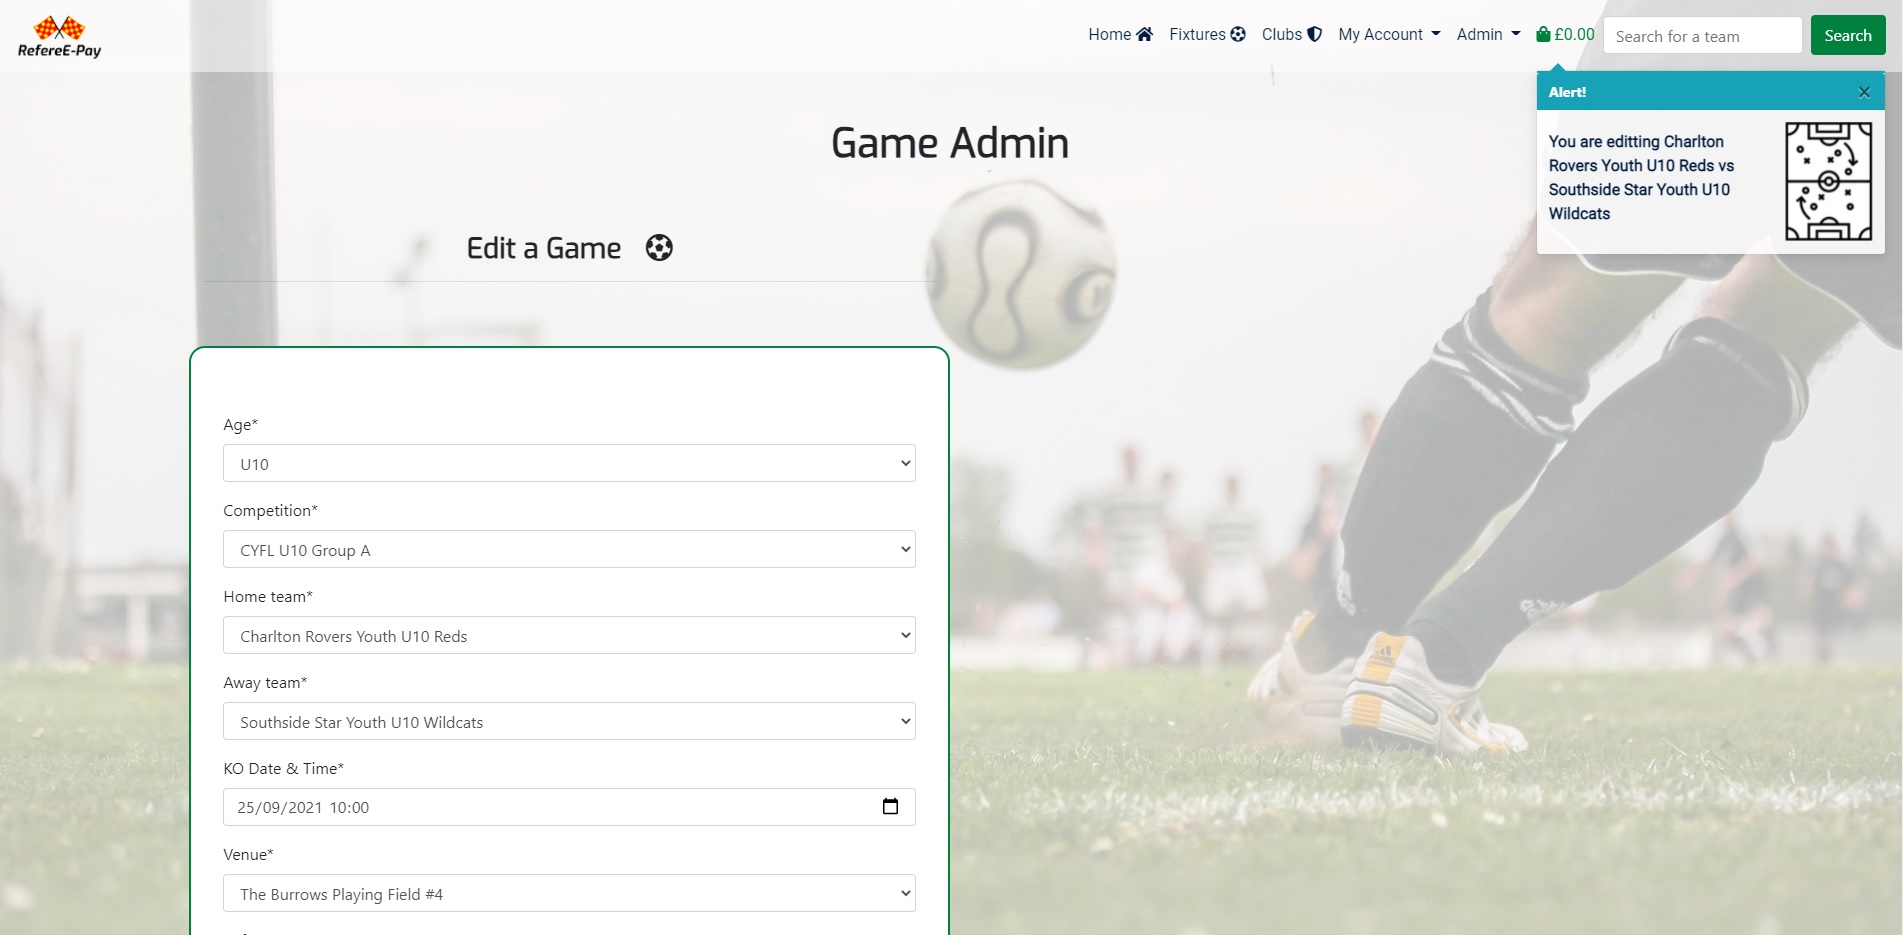 RefereE-Pay
Home
Fixtures
Clubs
My Account
Admin
£0.00
Search for a team
Search
Alert!
You are editting Charlton
Rovers Youth U10 Reds vs
Southside Star Youth U10
Wildcats
Game Admin
Edit a Game
Age*
U10
Competition*
CYFL U10 Group A
Home team*
Charlton Rovers Youth U10 Reds
Away team*
Southside Star Youth U10 Wildcats
KO Date & Time*
25/09/2021 10:00
Venue*
The Burrows Playing Field #4